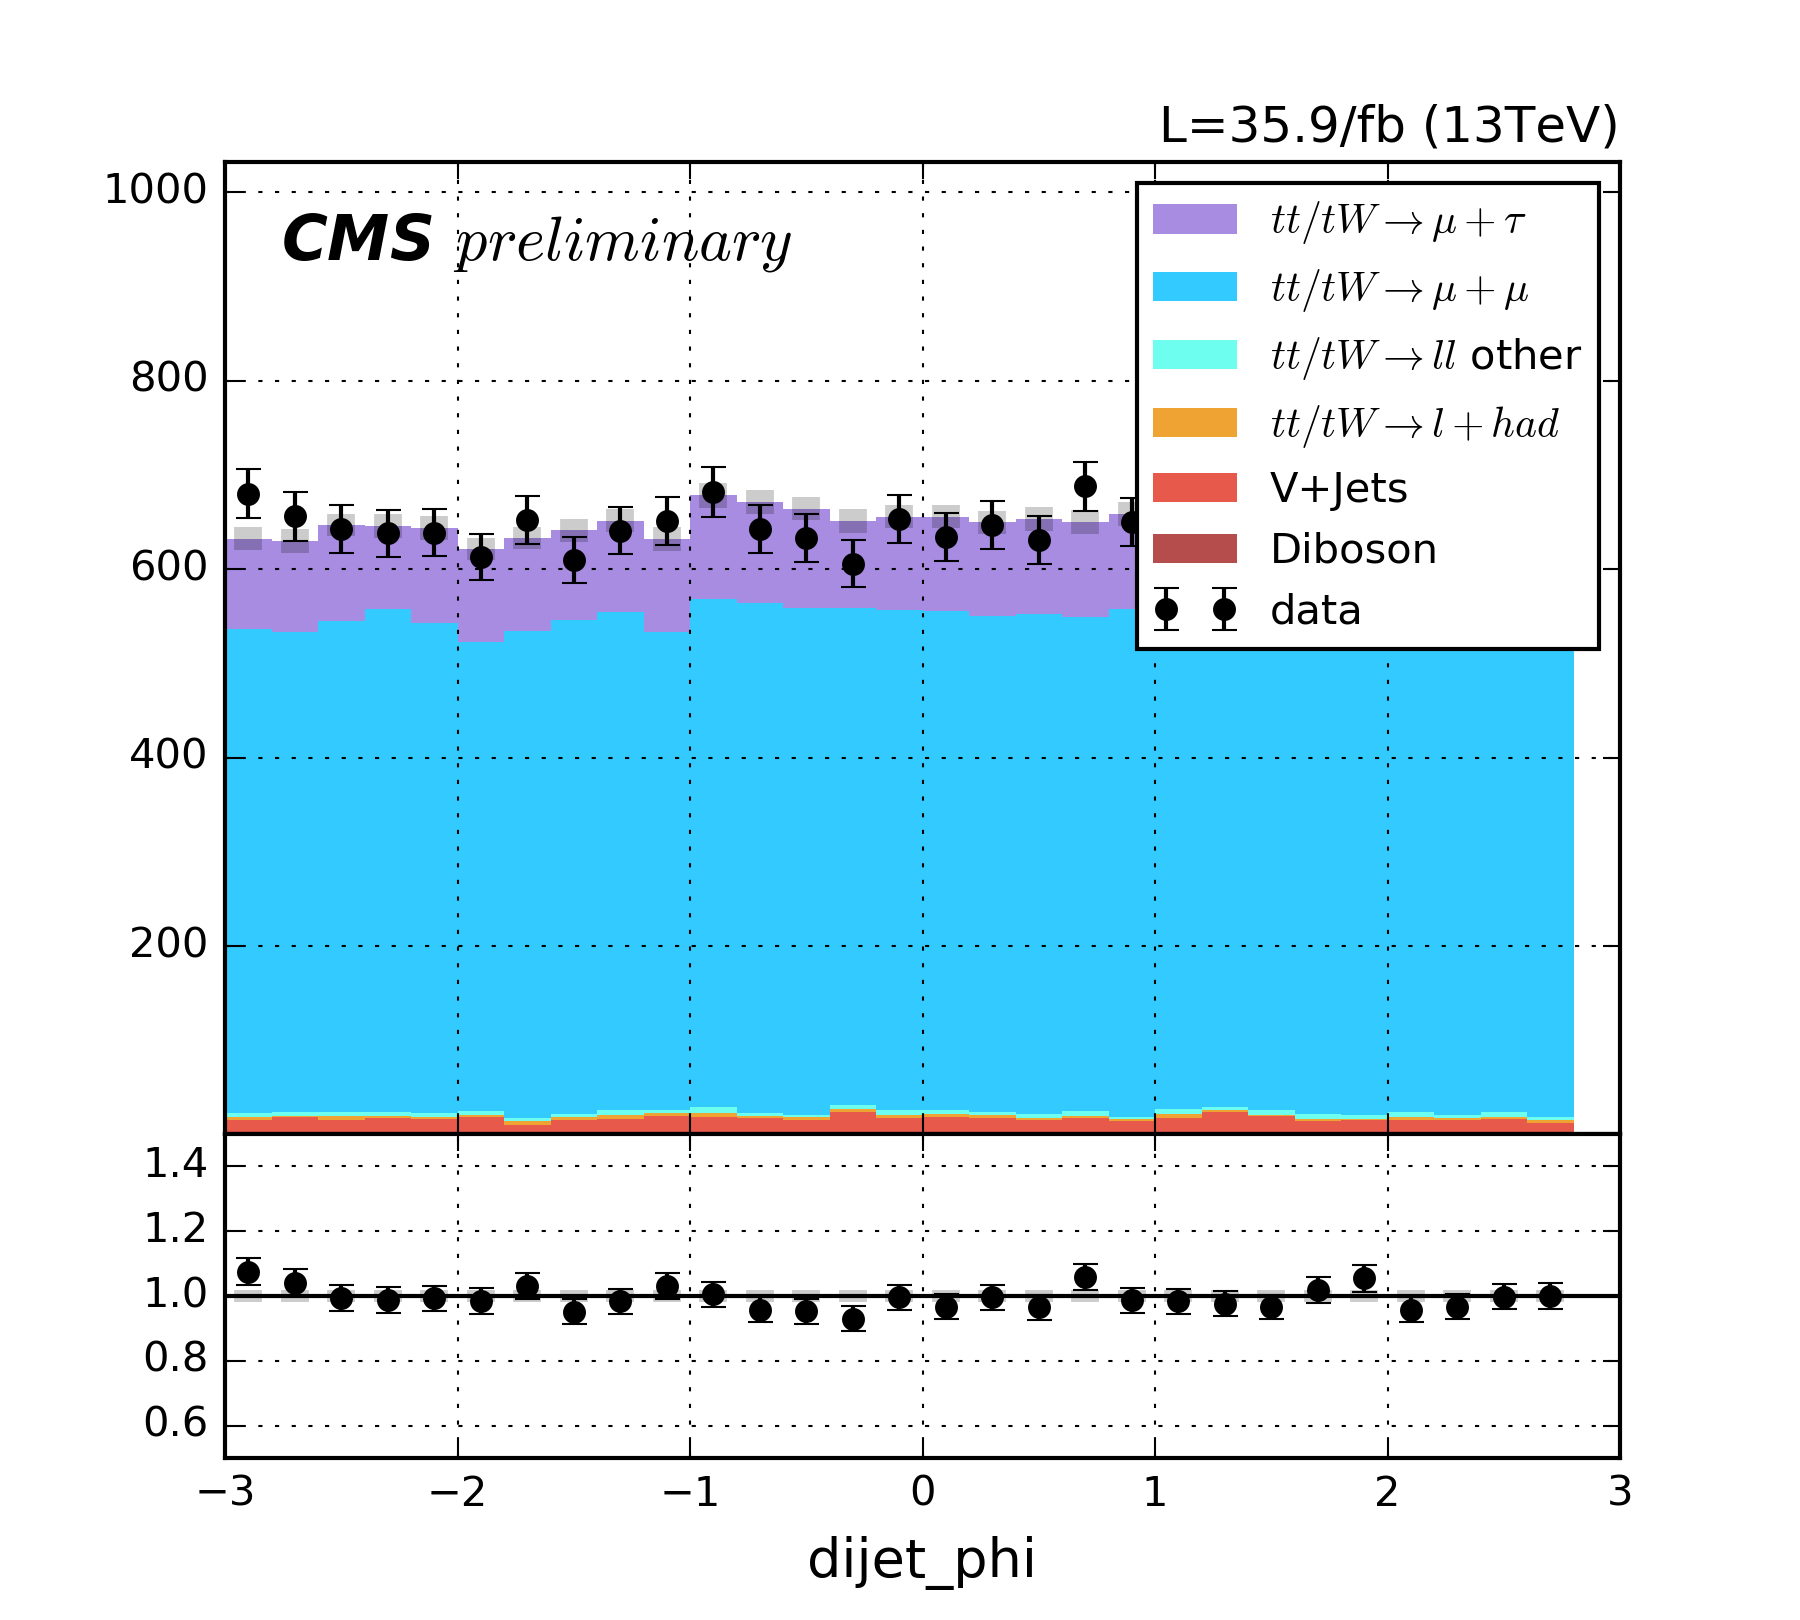 L=35.9/fb (13TeV)
1000
CMS preliminary
tt/tW→μ+τ
tt/tW→μ+μ
tt/tW→ll other
tt/tW→l+had
V+Jets
Diboson
data
800
600
400
200
1.4
1.2
1.0
0.8
0.6
−3 −2 −1 0 1 2 3
dijet_phi